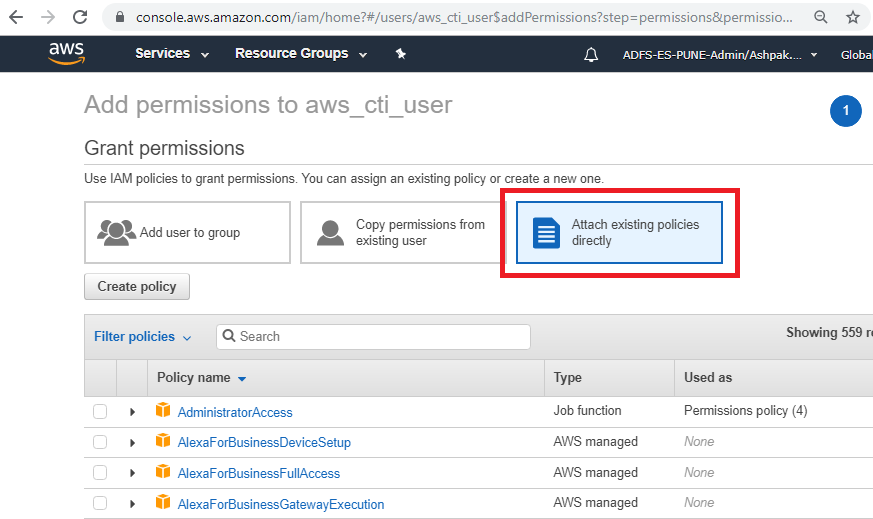 console.aws.amazon.com/iam/home?#/users/aws_cti_user$addPermissions?step=permissions&permissio...
aws Services Resource Groups ADFS-ES-PUNE-Admin/Ashpak.... Global
Add permissions to aws_cti_user 1
Grant permissions
Use IAM policies to grant permissions. You can assign an existing policy or create a new one.
Add user to group
Copy permissions from
existing user
Attach existing policies
directly
Create policy
Filter policies Search Showing 559 re
Policy name Type Used as
AdministratorAccess Job function Permissions policy (4)
AlexaForBusinessDeviceSetup AWS managed None
AlexaForBusinessFullAccess AWS managed None
AlexaForBusinessGatewayExecution AWS managed None